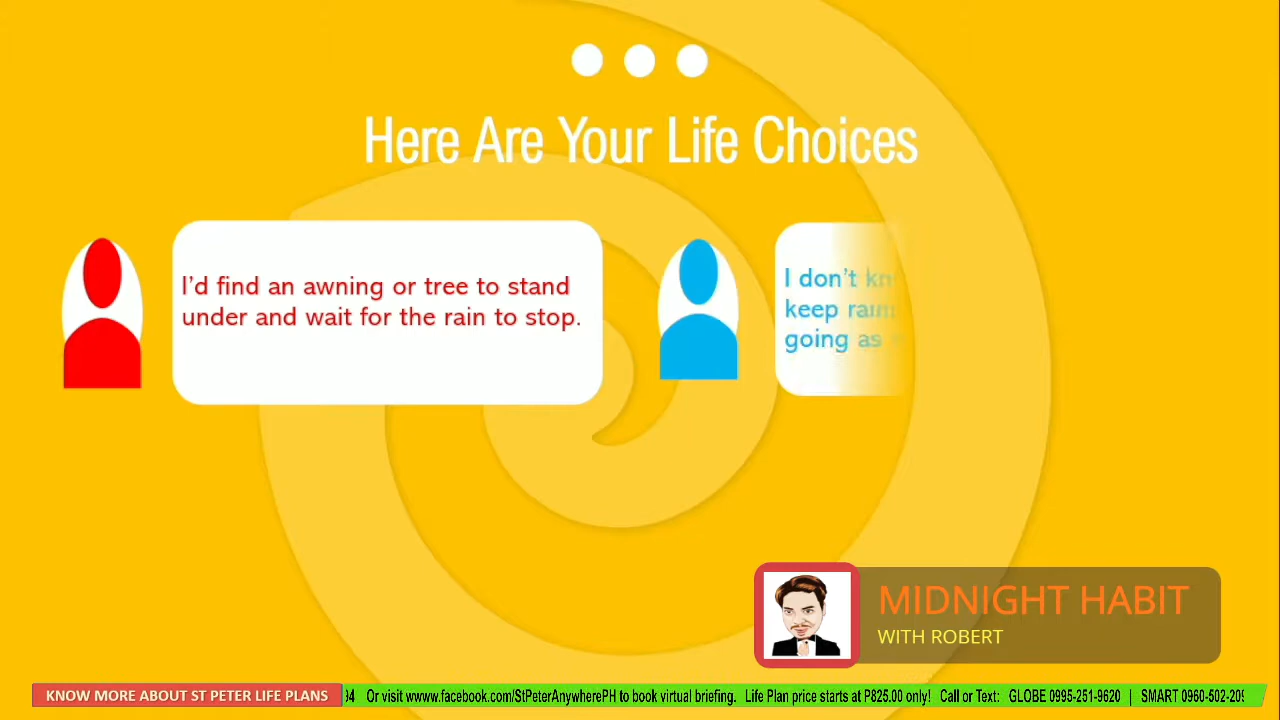 Here Are Your Life Choices
I'd find an awning or tree to stand
under and wait for the rain to stop.
I don't
keep
going as
MIDNIGHT HABIT
WITH ROBERT
KNOW MORE ABOUT ST PETER LIFE PLANS
Or visit wwww.facebook.com/StPeterAnywherePH to book virtual briefing. Life Plan price starts at P825.00 only! Call or Text: GLOBE 0995-251-9620 | SMART 0960-502-